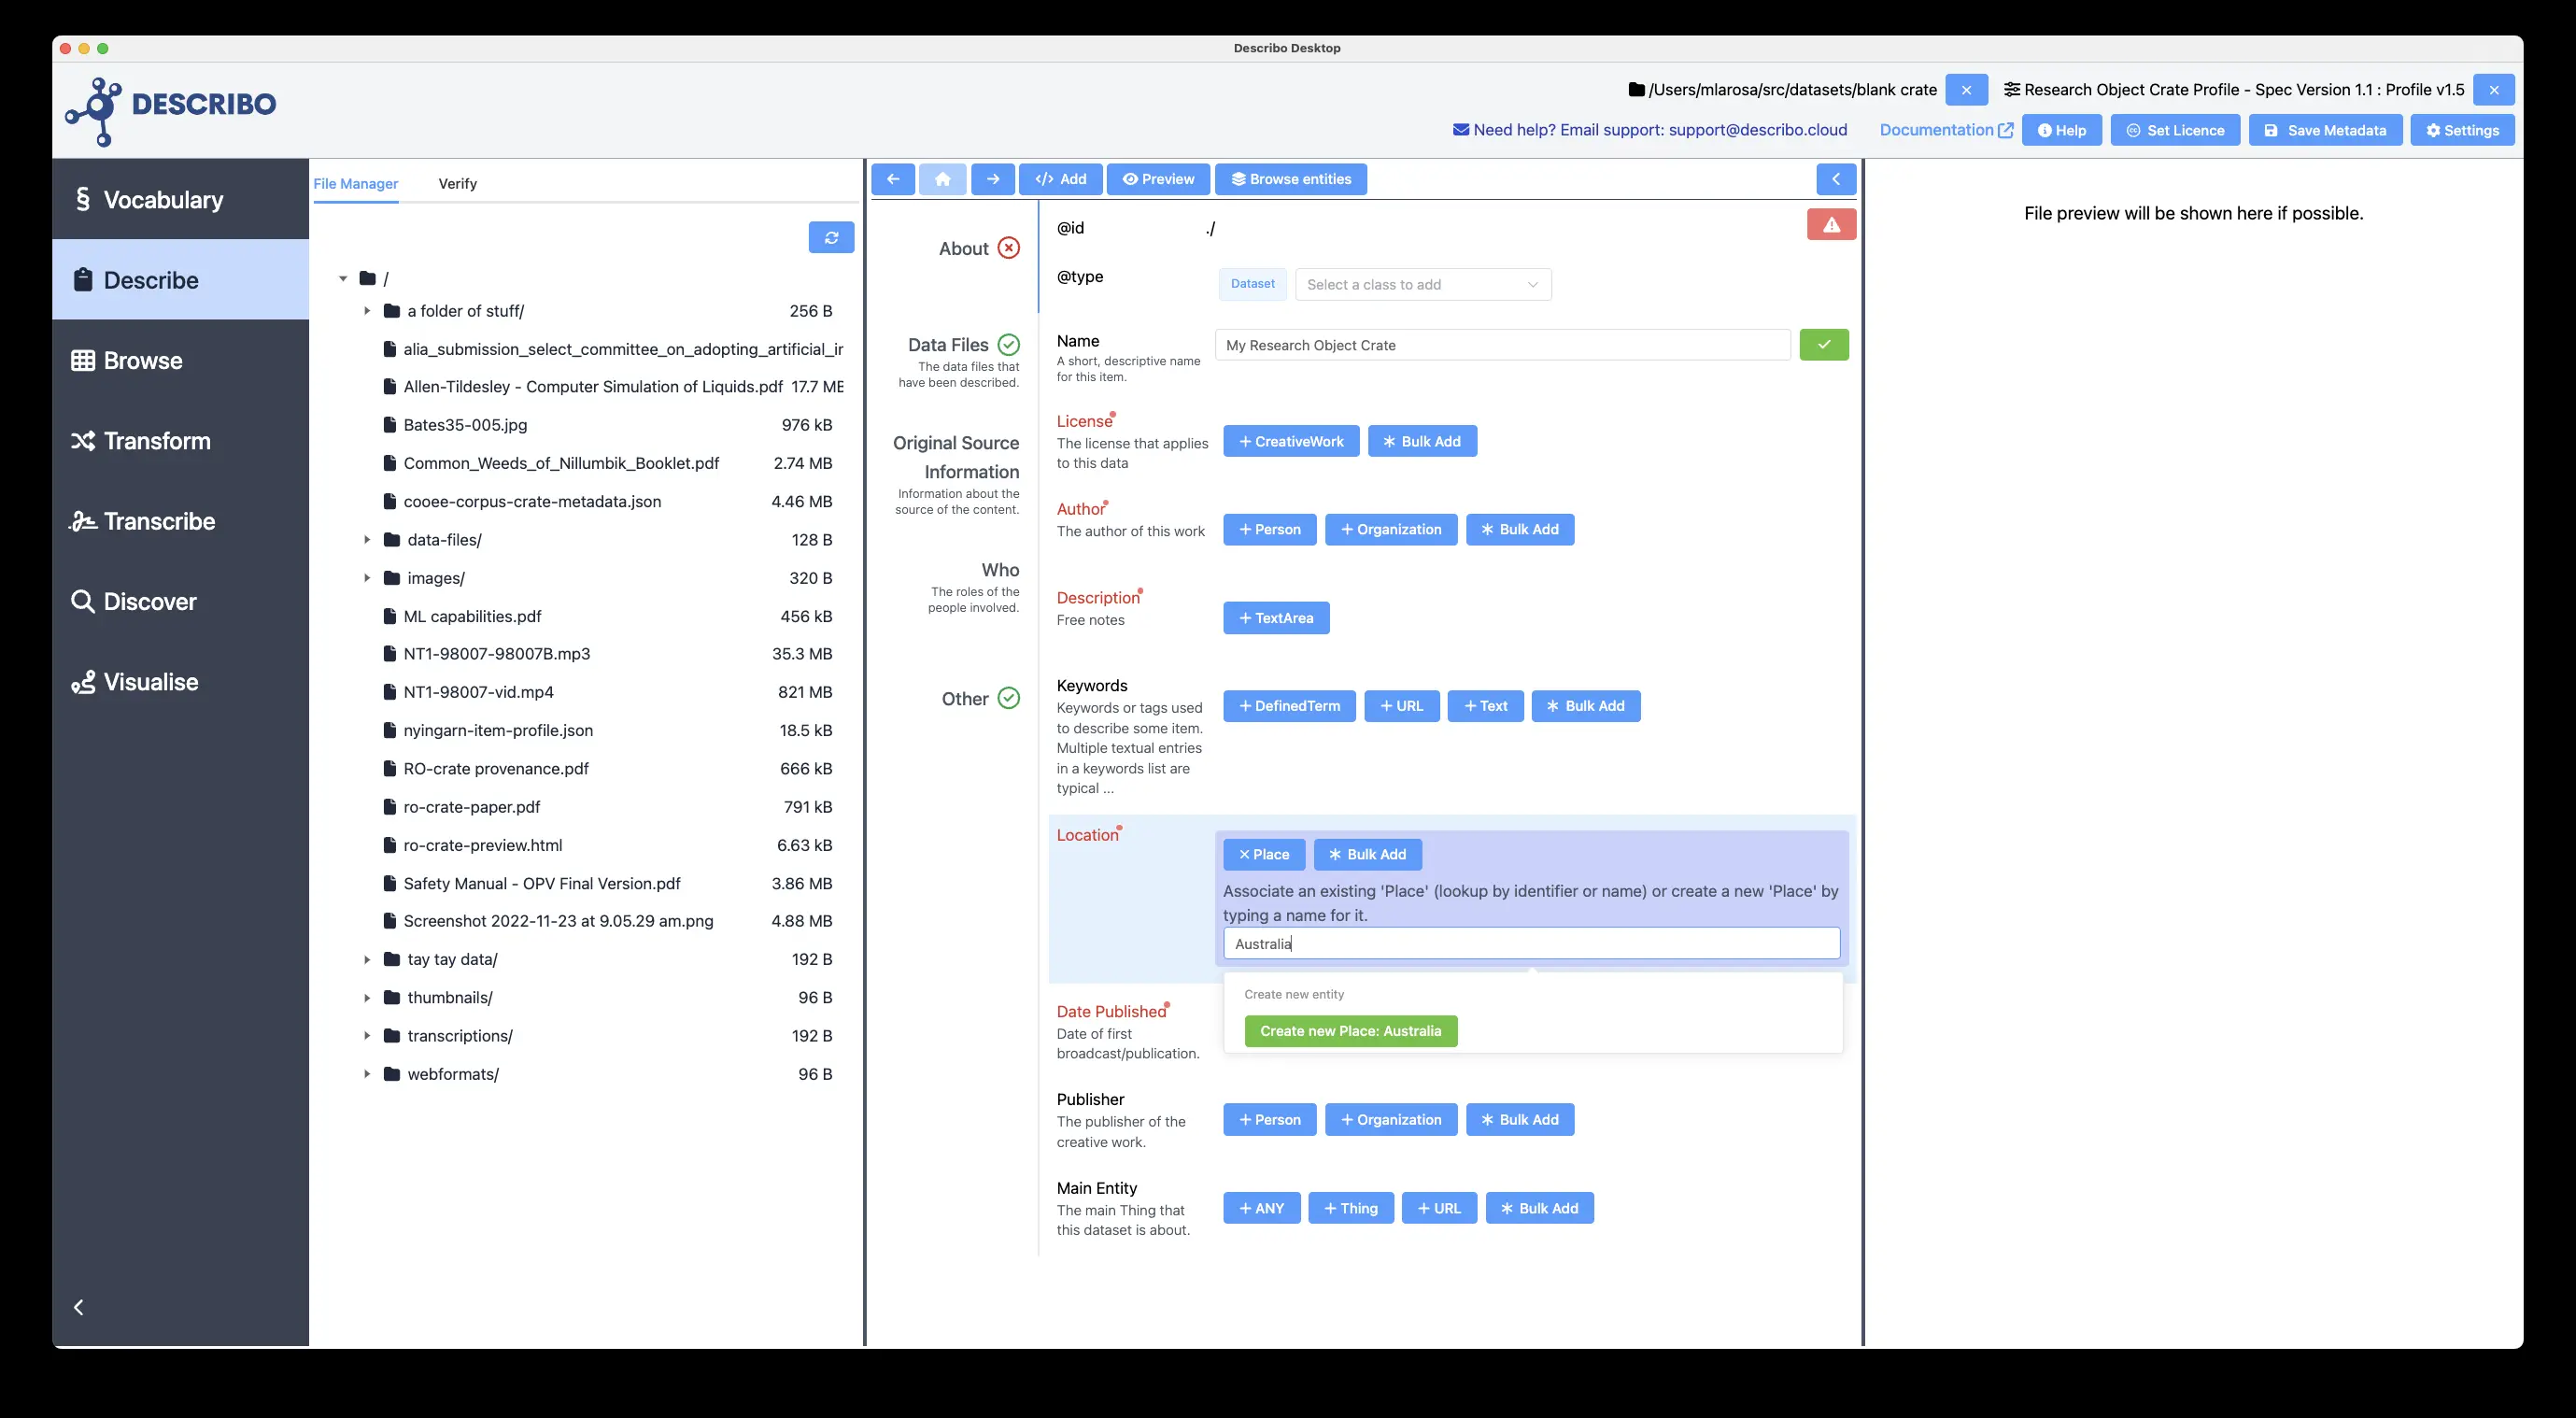 Describo Desktop
DESCRIBO
/Users/mlarosa/src/datasets/blank crate
Research Object Crate Profile - Spec Version 1.1 : Profile v1.5
Need help? Email support: support@describo.cloud
Documentation
Help
Set Licence
Save Metadata
Settings
§ Vocabulary
Describe
Browse
Transform
Transcribe
Discover
Visualise
File Manager
Verify
/
a folder of stuff/ 256 B
alia_submission_select_committee_on_adopting_artificial_ir
Allen-Tildesley - Computer Simulation of Liquids.pdf 17.7 ME
Bates35-005.jpg 976 kB
Common_Weeds_of_Nillumbik_Booklet.pdf 2.74 MB
cooee-corpus-crate-metadata.json 4.46 MB
data-files/ 128 B
images/ 320 B
ML capabilities.pdf 456 kB
NT1-98007-98007B.mp3 35.3 MB
NT1-98007-vid.mp4 821 MB
nyingarn-item-profile.json 18.5 kB
RO-crate provenance.pdf 666 kB
ro-crate-paper.pdf 791 kB
ro-crate-preview.html 6.63 kB
Safety Manual - OPV Final Version.pdf 3.86 MB
Screenshot 2022-11-23 at 9.05.29 am.png 4.88 MB
tay tay data/ 192 B
thumbnails/ 96 B
transcriptions/ 192 B
webformats/ 96 B
</> Add
Preview
Browse entities
About
Data Files
The data files that
have been described.
Original Source
Information
Information about the
source of the content.
Who
The roles of the
people involved.
Other
@id ./
@type Dataset Select a class to add
Name
A short, descriptive name
for this item.
My Research Object Crate
License
The license that applies
to this data
+ CreativeWork
* Bulk Add
Author
The author of this work
+ Person
+ Organization
* Bulk Add
Description
Free notes
+ TextArea
Keywords
Keywords or tags used
to describe some item.
Multiple textual entries
in a keywords list are
typical ...
+ DefinedTerm
+ URL
+ Text
* Bulk Add
Location
× Place
* Bulk Add
Associate an existing 'Place' (lookup by identifier or name) or create a new 'Place' by
typing a name for it.
Australia
Create new entity
Create new Place: Australia
Date Published
Date of first
broadcast/publication.
Publisher
The publisher of the
creative work.
+ Person
+ Organization
* Bulk Add
Main Entity
The main Thing that
this dataset is about.
+ ANY
+ Thing
+ URL
* Bulk Add
File preview will be shown here if possible.